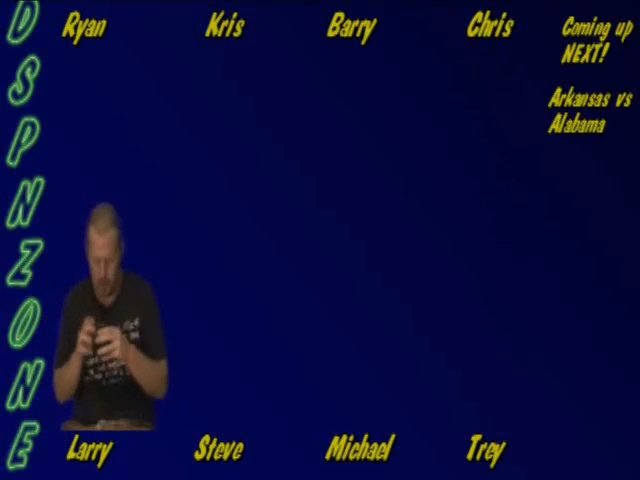 DSPNZONE
Ryan Kris Barry Chris
Coming up
NEXT!
Arkansas vs
Alabama
Larry Steve Michael Trey